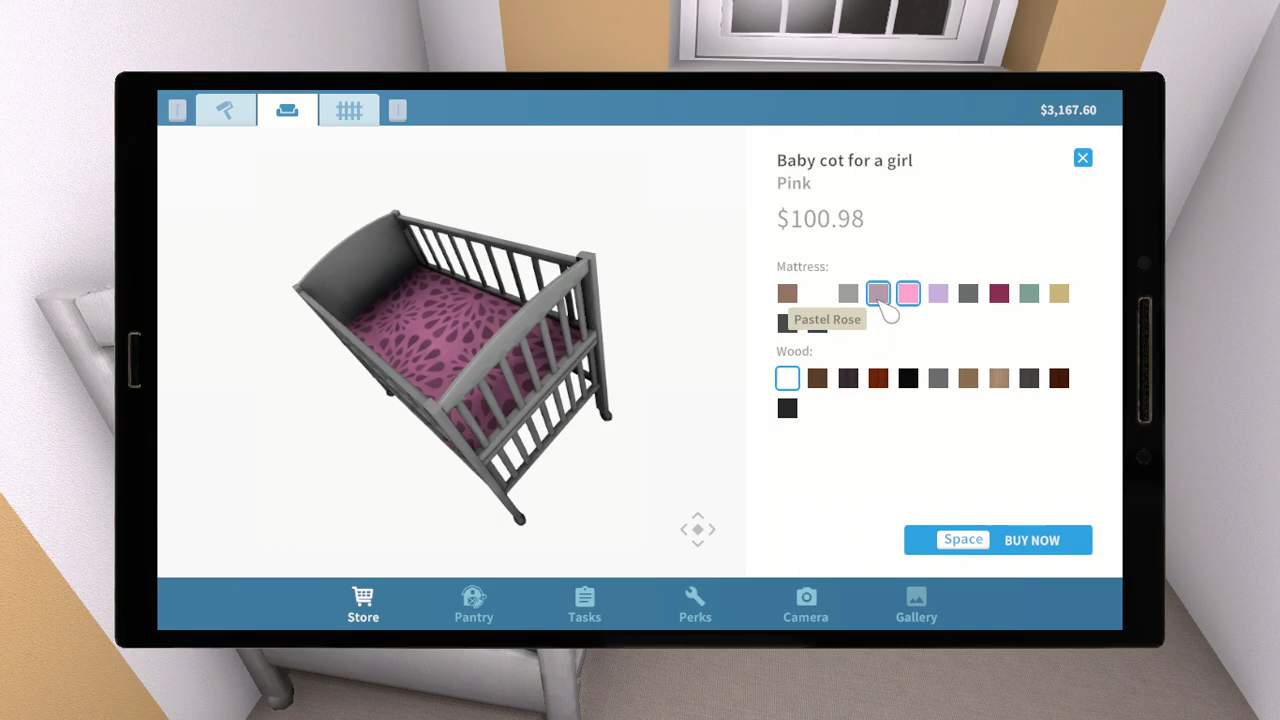 $3,167.60
Baby cot for a girl
Pink
$100.98
Mattress:
Pastel Rose
Wood:
Space BUY NOW
Store Pantry Tasks Perks Camera Gallery